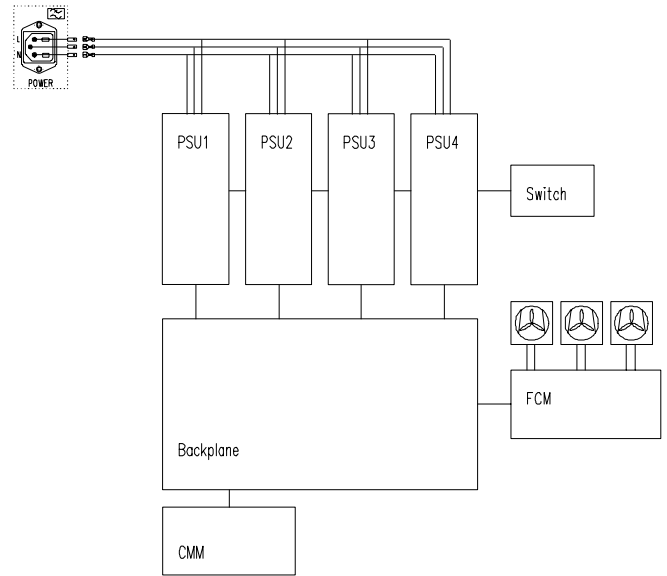 L
N
POWER
PSU1
PSU2
PSU3
PSU4
Switch
FCM
Backplane
CMM